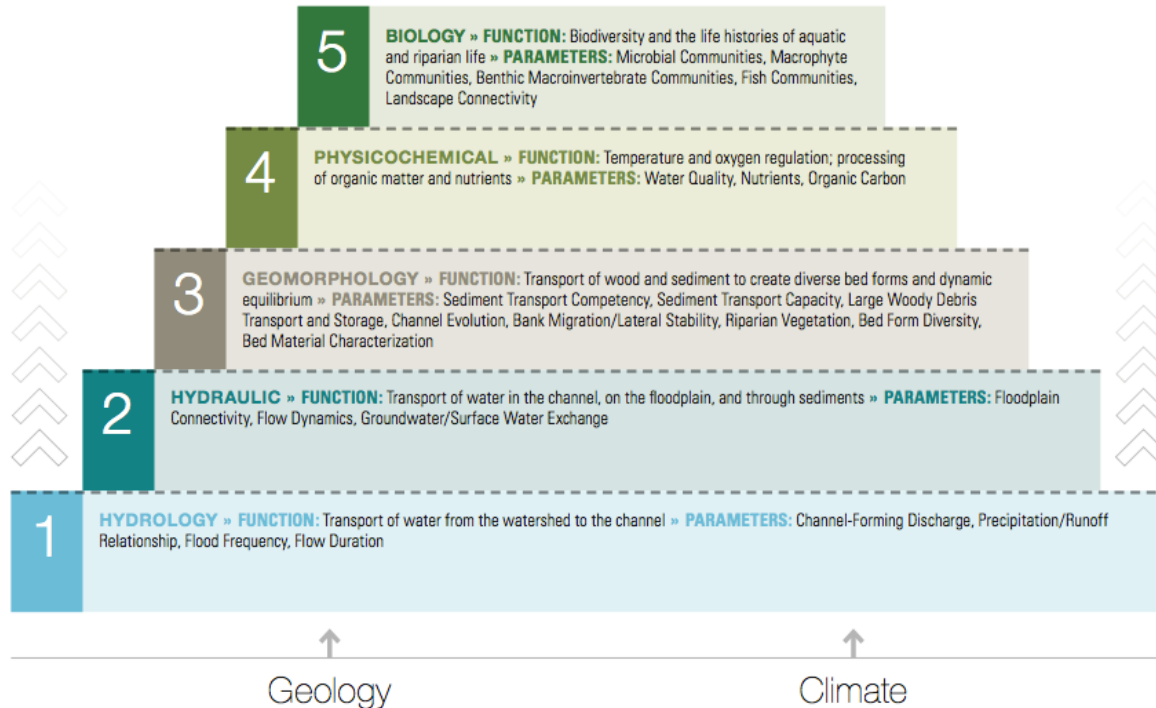 5
BIOLOGY » FUNCTION: Biodiversity and the life histories of aquatic
and riparian life » PARAMETERS: Microbial Communities, Macrophyte
Communities, Benthic Macroinvertebrate Communities, Fish Communities,
Landscape Connectivity
4
PHYSICOCHEMICAL » FUNCTION: Temperature and oxygen regulation; processing
of organic matter and nutrients » PARAMETERS: Water Quality, Nutrients, Organic Carbon
3
GEOMORPHOLOGY » FUNCTION: Transport of wood and sediment to create diverse bed forms and dynamic
equilibrium » PARAMETERS: Sediment Transport Competency, Sediment Transport Capacity, Large Woody Debris
Transport and Storage, Channel Evolution, Bank Migration/Lateral Stability, Riparian Vegetation, Bed Form Diversity,
Bed Material Characterization
2
HYDRAULIC » FUNCTION: Transport of water in the channel, on the floodplain, and through sediments » PARAMETERS: Floodplain
Connectivity, Flow Dynamics, Groundwater/Surface Water Exchange
1
HYDROLOGY » FUNCTION: Transport of water from the watershed to the channel » PARAMETERS: Channel-Forming Discharge, Precipitation/Runoff
Relationship, Flood Frequency, Flow Duration
Geology
Climate